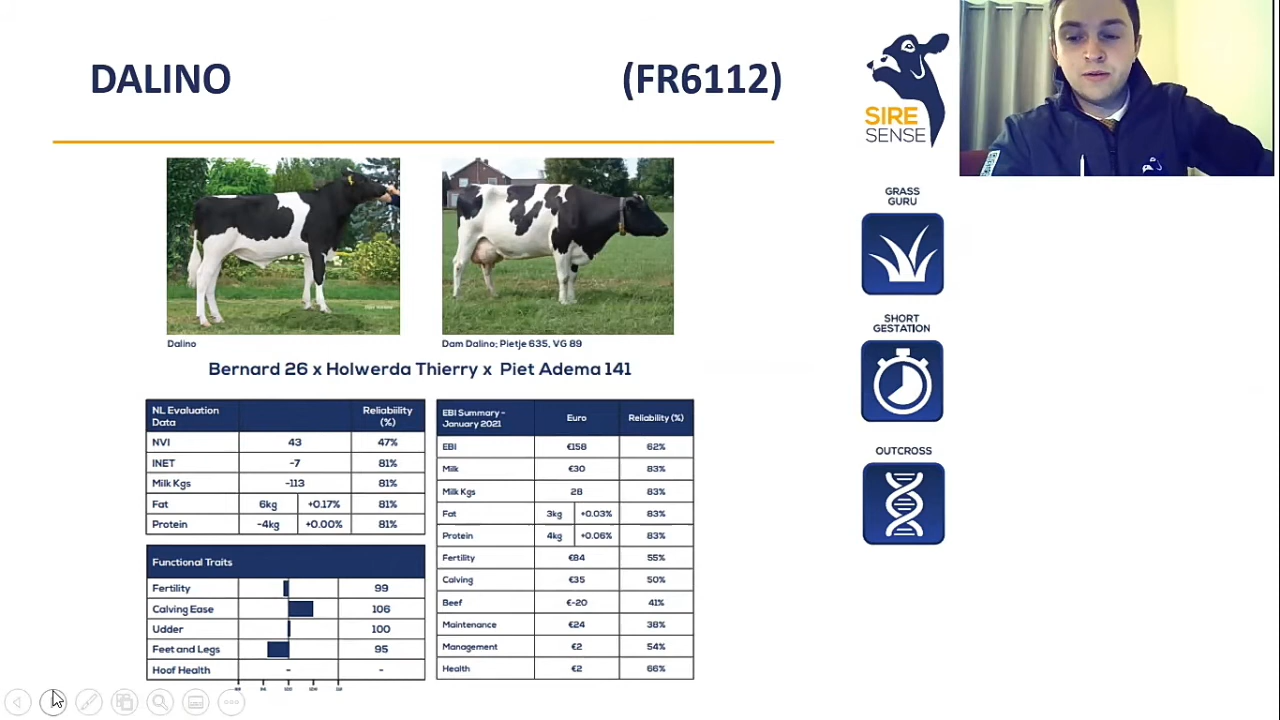 DALINO (FR6112)
SIRE
SENSE
GRASS
GURU
SHORT
GESTATION
OUTCROSS
Dalino
Dam Dalino; Pietje 635, VG 89
Bernard 26 x Holwerda Thierry x Piet Adema 141
NL Evaluation Data Reliability (%)
NVI 43 47%
INET -7 81%
Milk Kgs -113 81%
Fat 6kg +0.17% 81%
Protein -4kg +0.00% 81%
Functional Traits
Fertility 99
Calving Ease 106
Udder 100
Feet and Legs 95
Hoof Health - -
EBI Summary - January 2021 Euro Reliability (%)
EBI €158 62%
Milk €30 83%
Milk Kgs 28 83%
Fat 3kg +0.03% 83%
Protein 4kg +0.06% 83%
Fertility €84 55%
Calving €35 50%
Beef €-20 41%
Maintenance €24 38%
Management €2 54%
Health €2 66%